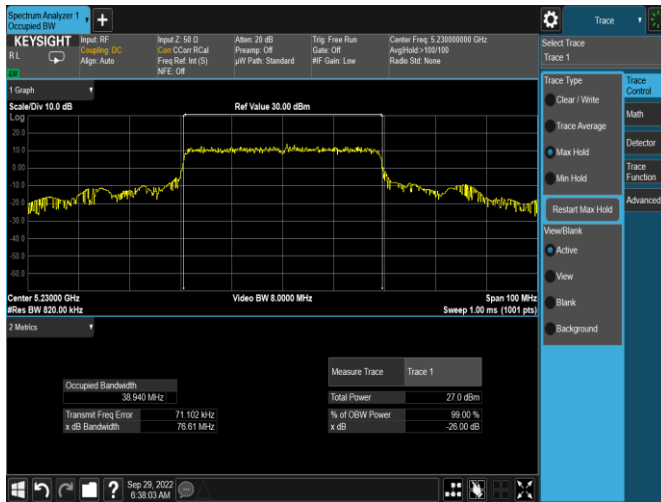 Spectrum Analyzer 1
Occupied BW
KEYSIGHT
RL
Input: RF
Coupling: DC
Align: Auto
Input Z: 50 Ω
Corr CCorr RCal
Freq Ref: Int (S)
NFE: Off
Atten: 20 dB
Preamp: Off
µW Path: Standard
Trig: Free Run
Gate: Off
#IF Gain: Low
Center Freq: 5.230000000 GHz
Avg|Hold:>100/100
Radio Std: None
1 Graph
Scale/Div 10.0 dB
Ref Value 30.00 dBm
Log
20.0
10.0
0.00
-10.0
-20.0
-30.0
-40.0
-50.0
-60.0
Center 5.23000 GHz
Video BW 8.0000 MHz
Span 100 MHz
#Res BW 820.00 kHz
Sweep 1.00 ms (1001 pts)
2 Metrics
Measure Trace
Trace 1
Occupied Bandwidth
38.940 MHz
Total Power
27.0 dBm
Transmit Freq Error
71.102 kHz
% of OBW Power
99.00 %
x dB Bandwidth
76.61 MHz
x dB
-26.00 dB
Sep 29, 2022
6:38:03 AM
Trace
Select Trace
Trace 1
Trace Type
Clear / Write
Trace Average
Max Hold
Min Hold
Restart Max Hold
View/Blank
Active
View
Blank
Background
Trace
Control
Math
Detector
Trace
Function
Advanced